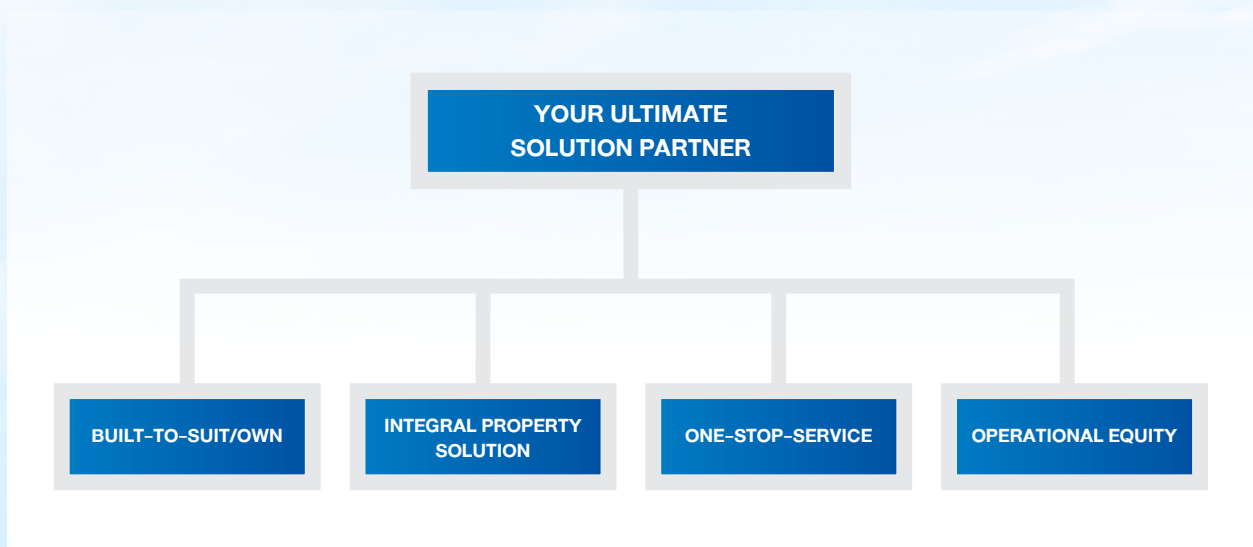 YOUR ULTIMATE
SOLUTION PARTNER
BUILT-TO-SUIT/OWN
INTEGRAL PROPERTY
SOLUTION
ONE-STOP-SERVICE
OPERATIONAL EQUITY